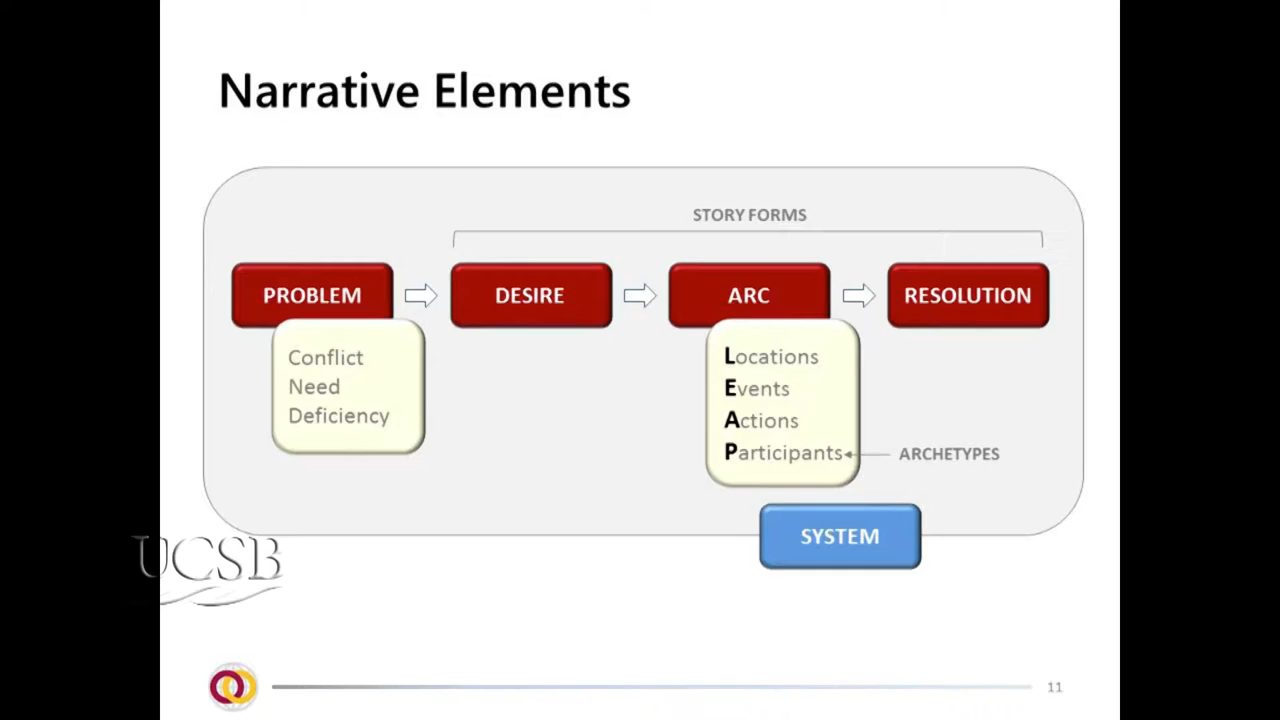 Narrative Elements
STORY FORMS
PROBLEM
DESIRE
ARC
RESOLUTION
Conflict
Need
Deficiency
Locations
Events
Actions
Participants
ARCHETYPES
SYSTEM
UCSB
11